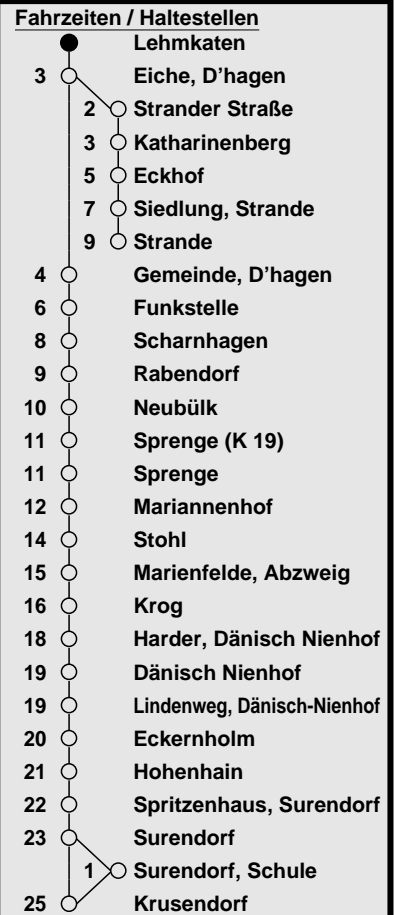 Fahrzeiten / Haltestellen
Lehmkaten
3 Eiche, D'hagen
2 Strander Straße
3 Katharinenberg
5 Eckhof
7 Siedlung, Strande
9 Strande
4 Gemeinde, D'hagen
6 Funkstelle
8 Scharnhagen
9 Rabendorf
10 Neubülk
11 Sprenge (K 19)
11 Sprenge
12 Mariannenhof
14 Stohl
15 Marienfelde, Abzweig
16 Krog
18 Harder, Dänisch Nienhof
19 Dänisch Nienhof
19 Lindenweg, Dänisch-Nienhof
20 Eckernholm
21 Hohenhain
22 Spritzenhaus, Surendorf
23 Surendorf
1 Surendorf, Schule
25 Krusendorf